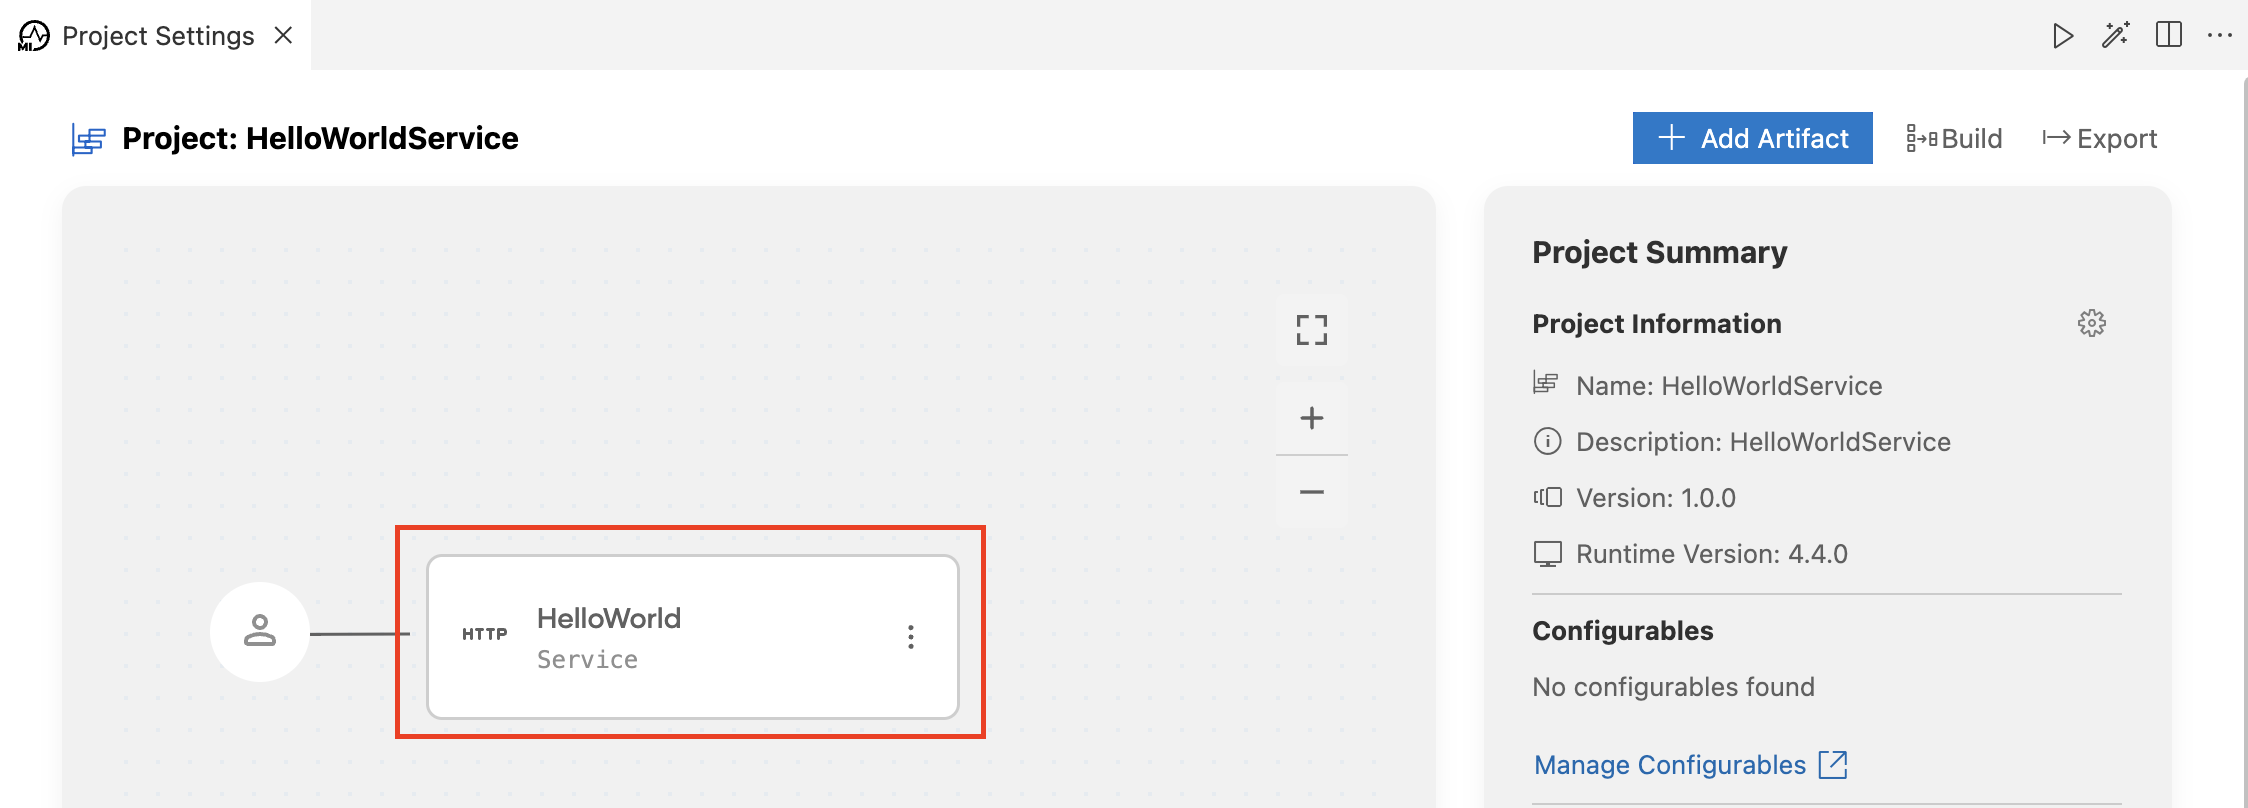 MI Project Settings
Project: HelloWorldService
Add Artifact
Build
Export
HTTP
HelloWorld
Service
Project Summary
Project Information
Name: HelloWorldService
Description: HelloWorldService
Version: 1.0.0
Runtime Version: 4.4.0
Configurables
No configurables found
Manage Configurables